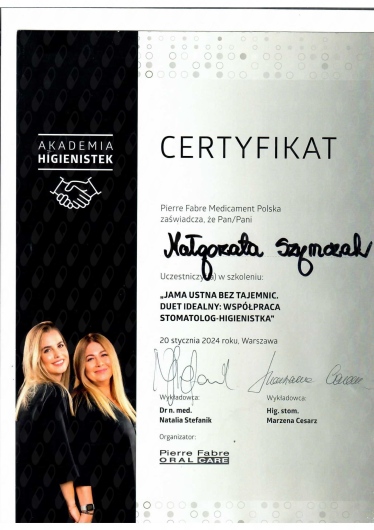 AKADEMIA
HIGIENISTEK
CERTYFIKAT
Pierre Fabre Medicament Polska
zaświadcza, że Pan/Pani
Małgorzata Szymczak
Uczestniczył(a) w szkoleniu:
„JAMA USTNA BEZ TAJEMNIC.
DUET IDEALNY: WSPÓŁPRACA
STOMATOLOG-HIGIENISTKA"
20 stycznia 2024 roku, Warszawa
Wykładowca:
Dr n. med.
Natalia Stefanik
Wykładowca:
Hig. stom.
Marzena Cesarz
Organizator:
Pierre Fabre
ORAL CARE